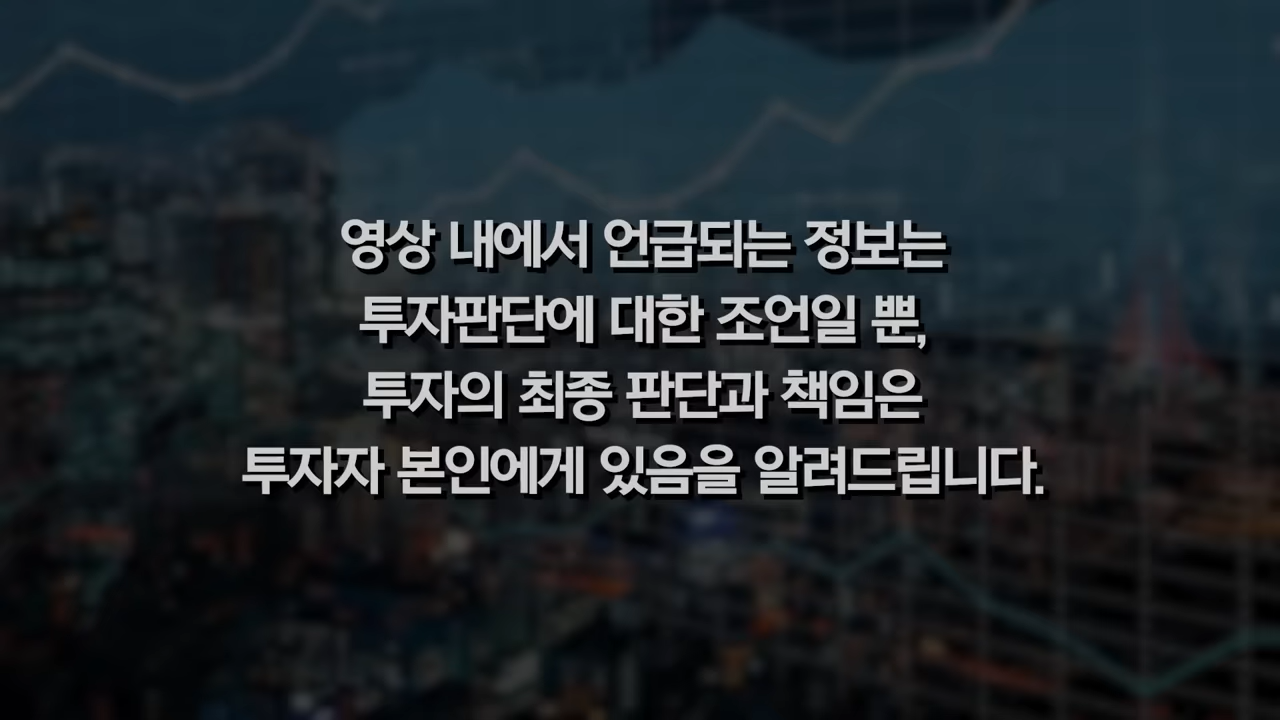 영상 내에서 언급되는 정보는
투자판단에 대한 조언일 뿐,
투자의 최종 판단과 책임은
투자자 본인에게 있음을 알려드립니다.